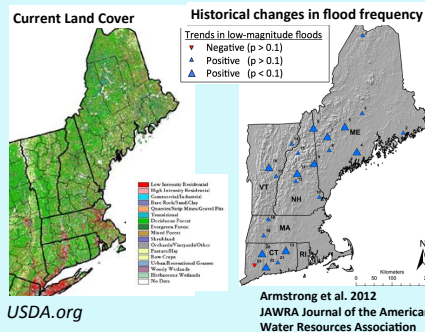 Current Land Cover
Historical changes in flood frequency
Trends in low-magnitude floods
Negative (p > 0.1)
Positive (p > 0.1)
Positive (p < 0.1)
ME
VT
NH
MA
CT
RI
N
Low Intensity Residential
High Intensity Residential
Commercial/Industrial
Bare Rock/Sand/Clay
Quarries/Strip Mines/Gravel Pits
Transitional
Deciduous Forest
Evergreen Forest
Mixed Forest
Shrubland
Orchards/Vineyards/Other
Grassland
Pasture/Hay
Row Crops
Urban/Recreational Grasses
Woody Wetlands
Herbaceous Wetlands
No Data
Kilometers
0 50 100
USDA.org
Armstrong et al. 2012
JAWRA Journal of the American
Water Resources Association